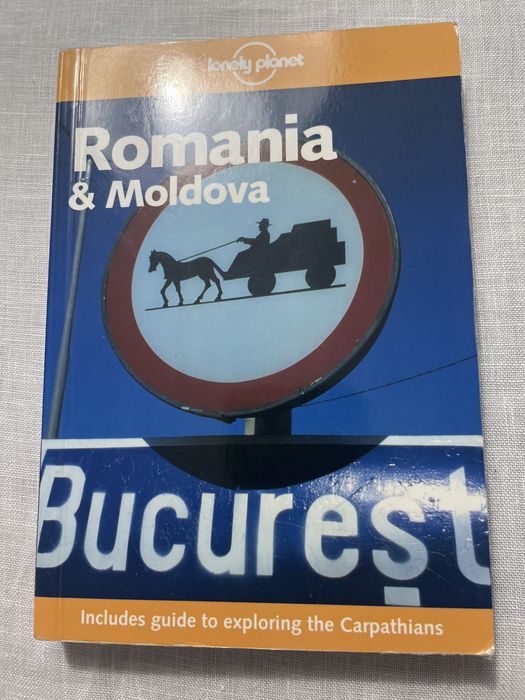 lonely planet
Romania
& Moldova
Bucureşt
Includes guide to exploring the Carpathians